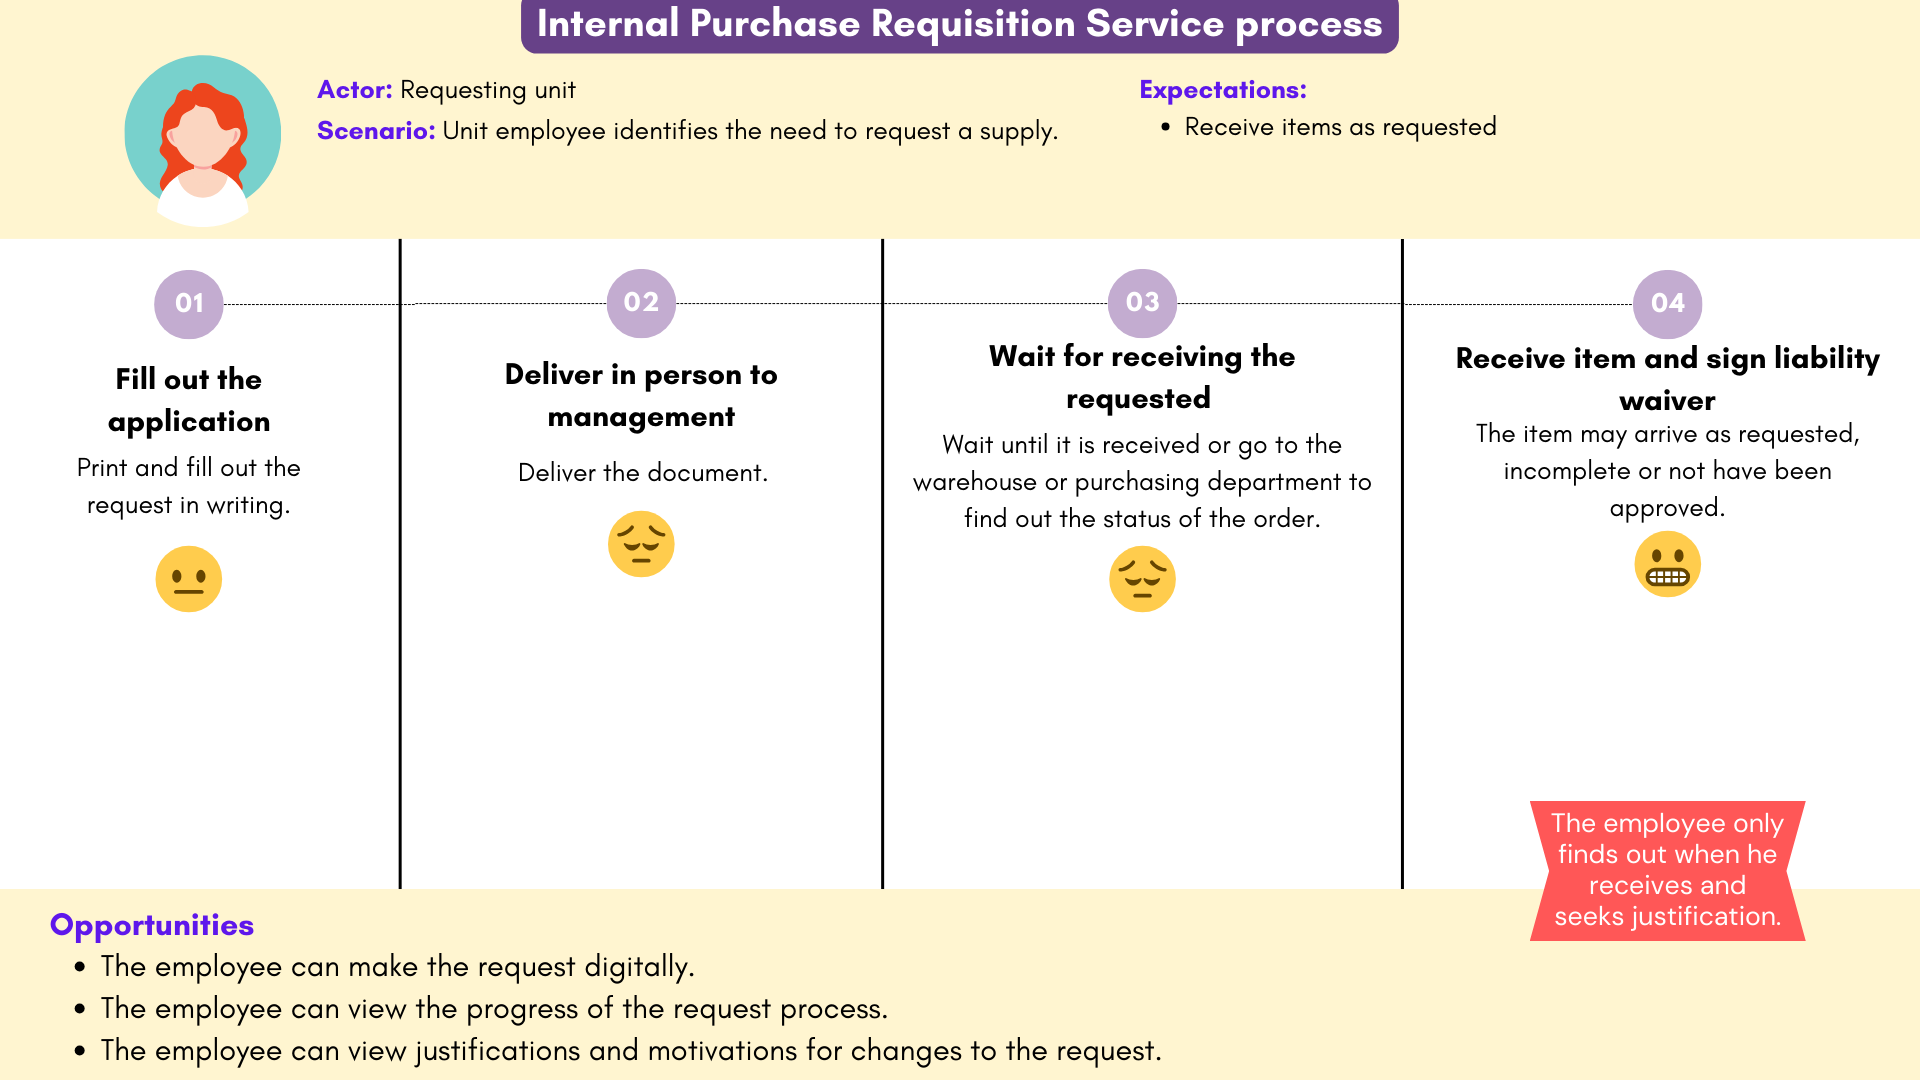 Internal Purchase Requisition Service process
Actor: Requesting unit
Scenario: Unit employee identifies the need to request a supply.
Expectations:
• Receive items as requested
01
Fill out the
application
Print and fill out the
request in writing.
02
Deliver in person to
management
Deliver the document.
03
Wait for receiving the
requested
Wait until it is received or go to the
warehouse or purchasing department to
find out the status of the order.
04
Receive item and sign liability
waiver
The item may arrive as requested,
incomplete or not have been
approved.
The employee only
finds out when he
receives and
seeks justification.
Opportunities
• The employee can make the request digitally.
• The employee can view the progress of the request process.
• The employee can view justifications and motivations for changes to the request.